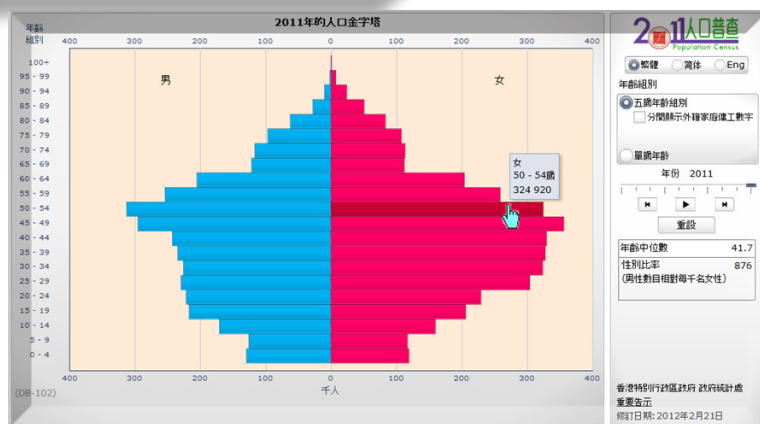 2011年的人口金字塔
年齡
組別
400 300 200 100 0 100 200 300 400
男
女
100+
95 - 99
90 - 94
85 - 89
80 - 84
75 - 79
70 - 74
65 - 69
60 - 64
55 - 59
50 - 54
45 - 49
40 - 44
35 - 39
30 - 34
25 - 29
20 - 24
15 - 19
10 - 14
5 - 9
0 - 4
女
50 - 54歲
324 920
400 300 200 100 0 100 200 300 400
千人
(DB-102)
2011人口普查
Population Census
繁體 简体 Eng
年齡組別
五歲年齡組別
分開顯示外籍家庭傭工數字
單歲年齡
年份 2011
重設
年齡中位數 41.7
性別比率 876
(男性數目相對每千名女性)
香港特別行政區政府 政府統計處
重要告示
修訂日期: 2012年2月21日